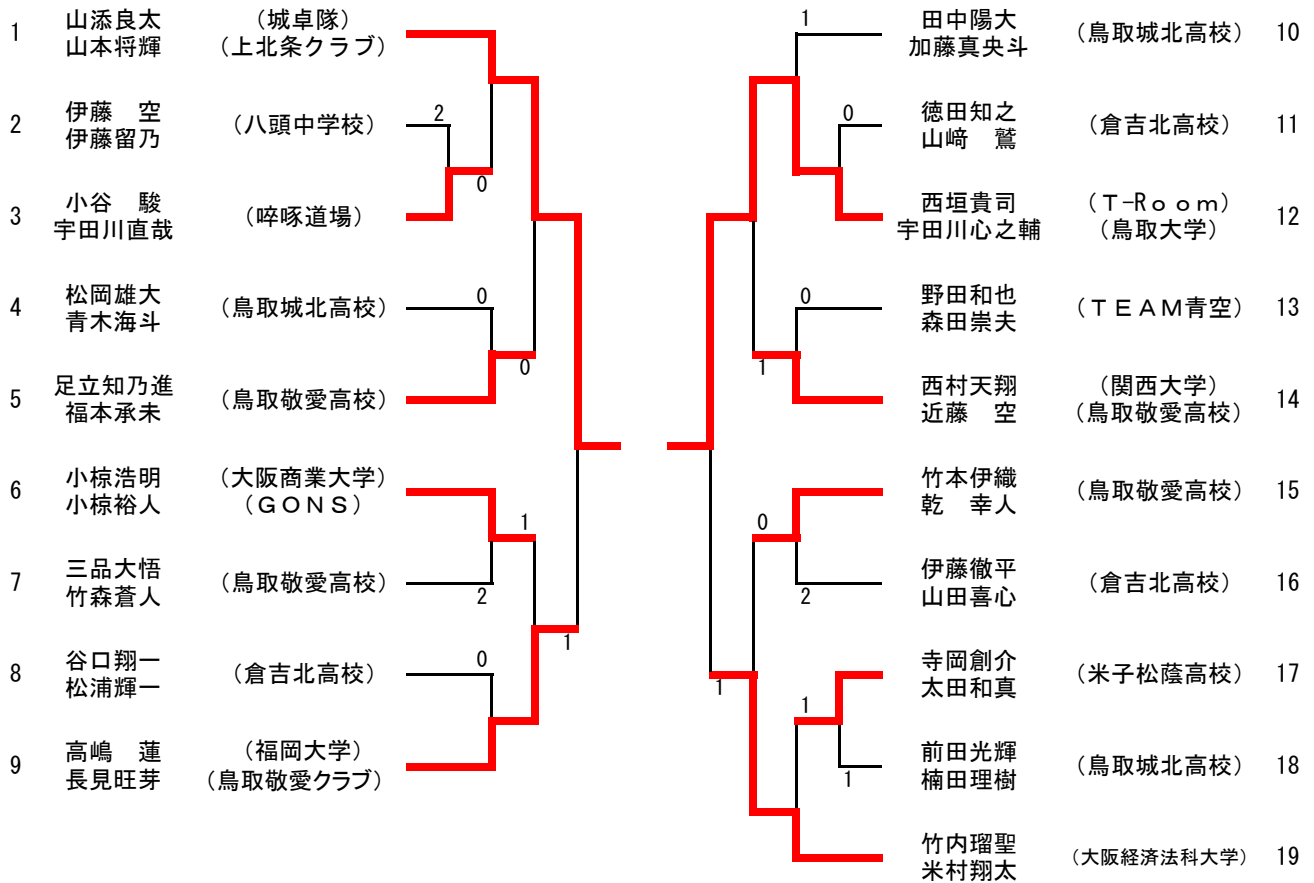 1 山添良太 (城卓隊)
山本将輝 (上北条クラブ)
2
2 伊藤　空 (八頭中学校)
伊藤留乃
0
3 小谷　駿 (啐啄道場)
宇田川直哉
4 松岡雄大 (鳥取城北高校) 0
青木海斗
0
5 足立知乃進 (鳥取敬愛高校)
福本承未
6 小椋浩明 (大阪商業大学)
小椋裕人 (ＧＯＮＳ)
1
7 三品大悟 (鳥取敬愛高校) 2
竹森蒼人
1
8 谷口翔一 (倉吉北高校) 0
松浦輝一
9 高嶋　蓮 (福岡大学)
長見旺芽 (鳥取敬愛クラブ)
1 田中陽大 (鳥取城北高校) 10
加藤真央斗
0 徳田知之 (倉吉北高校) 11
山﨑　鷲
西垣貴司 (Ｔ-Ｒｏｏｍ) 12
宇田川心之輔 (鳥取大学)
0 野田和也 (ＴＥＡＭ青空) 13
森田崇夫
1
西村天翔 (関西大学) 14
近藤　空 (鳥取敬愛高校)
竹本伊織 (鳥取敬愛高校) 15
乾　幸人
0
2 伊藤徹平 (倉吉北高校) 16
山田喜心
1
寺岡創介 (米子松蔭高校) 17
太田和真
1
1 前田光輝 (鳥取城北高校) 18
楠田理樹
竹内瑠聖 (大阪経済法科大学) 19
米村翔太